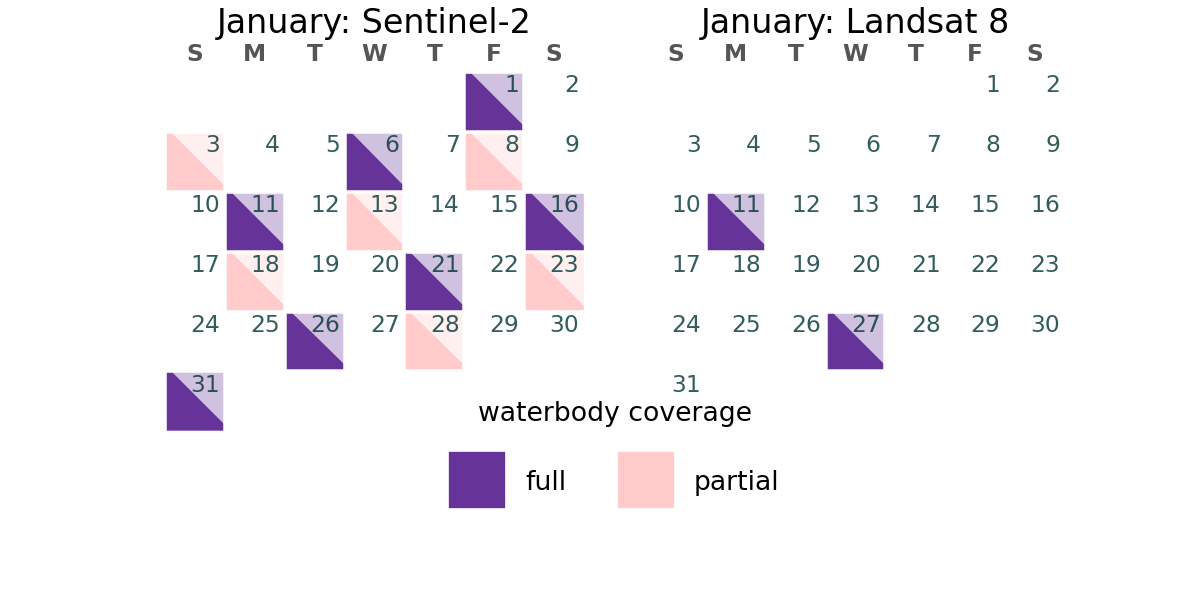 January: Sentinel-2
S M T W T F S
1 2
3 4 5 6 7 8 9
10 11 12 13 14 15 16
17 18 19 20 21 22 23
24 25 26 27 28 29 30
31
January: Landsat 8
S M T W T F S
1 2
3 4 5 6 7 8 9
10 11 12 13 14 15 16
17 18 19 20 21 22 23
24 25 26 27 28 29 30
31
waterbody coverage
full partial